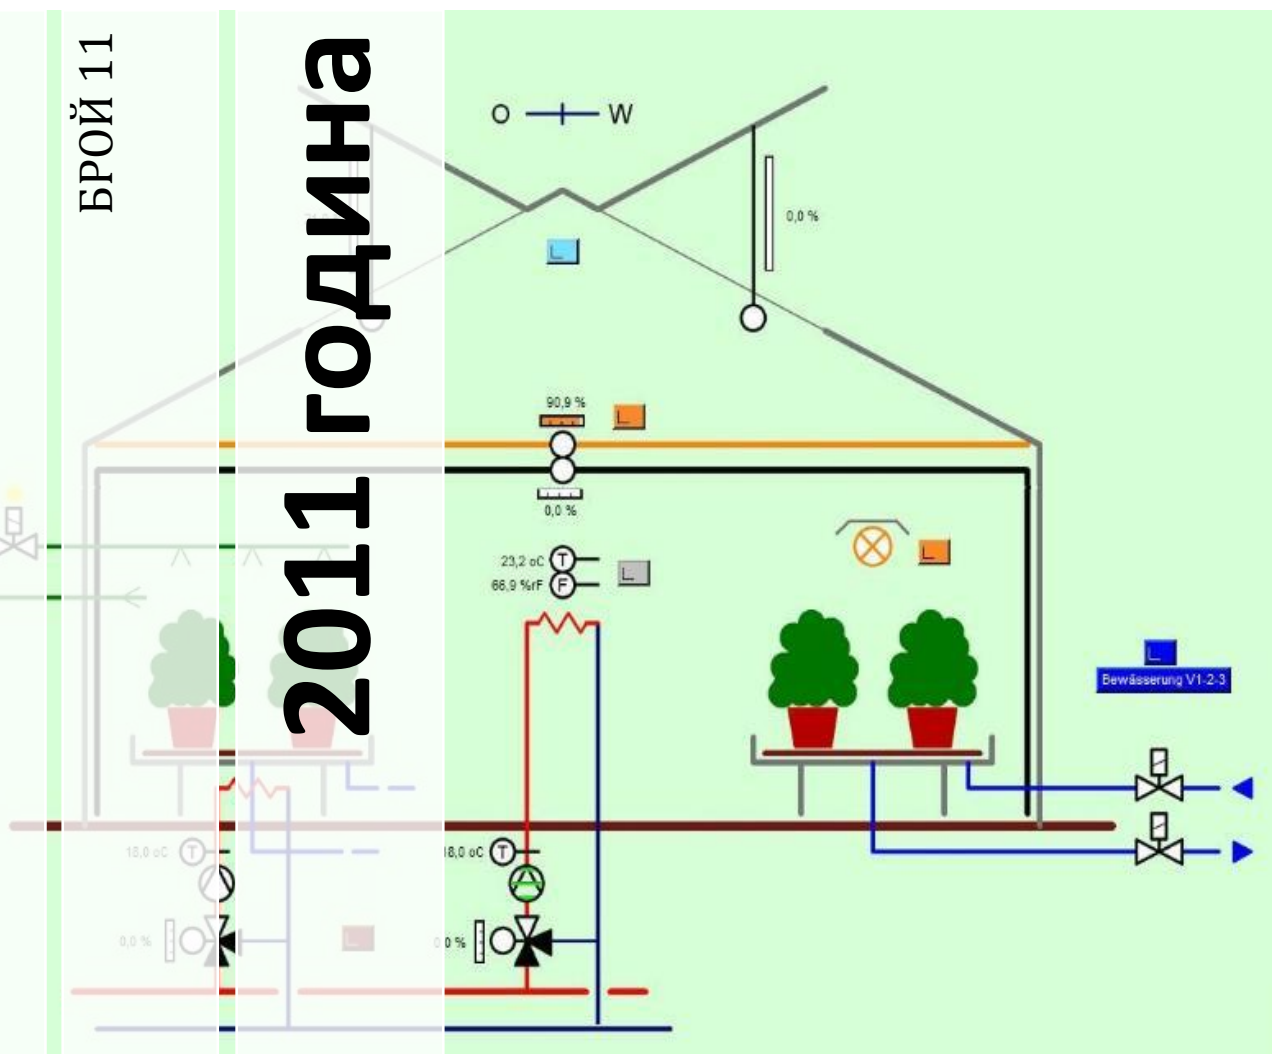 БРОЙ 11
2011 година
O W
0,0 %
90,9 %
0,0 %
23,2 oC T
66,9 %rF F
Bewässerung V1-2-3
18,0 oC T
18,0 oC T
0,0 %
0,0 %